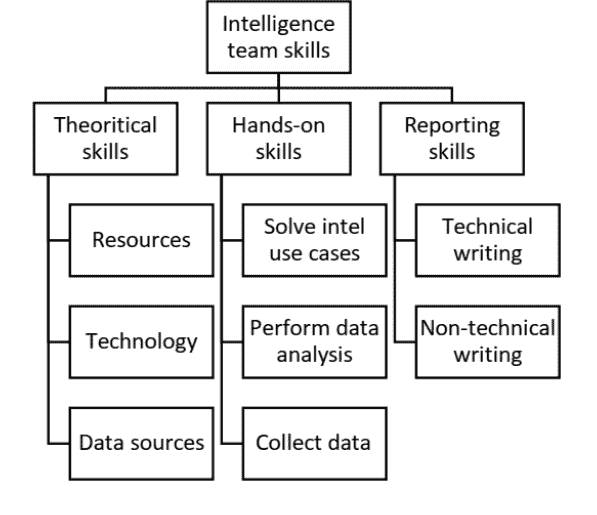 Intelligence
team skills
Theoritical
skills
Hands-on
skills
Reporting
skills
Resources
Solve intel
use cases
Technical
writing
Technology
Perform data
analysis
Non-technical
writing
Data sources
Collect data